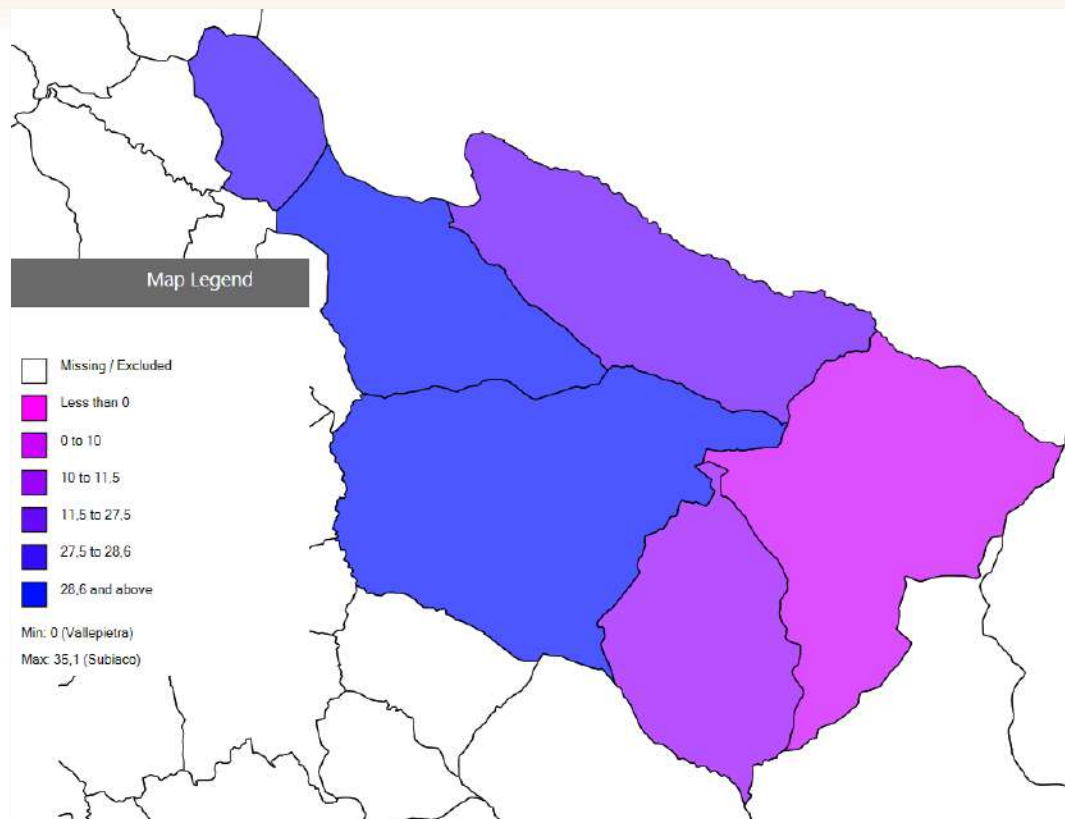 Map Legend
Missing / Excluded
Less than 0
0 to 10
10 to 11,5
11,5 to 27,5
27,5 to 28,6
28,6 and above
Min: 0 (Vallepietra)
Max: 35,1 (Subiaco)